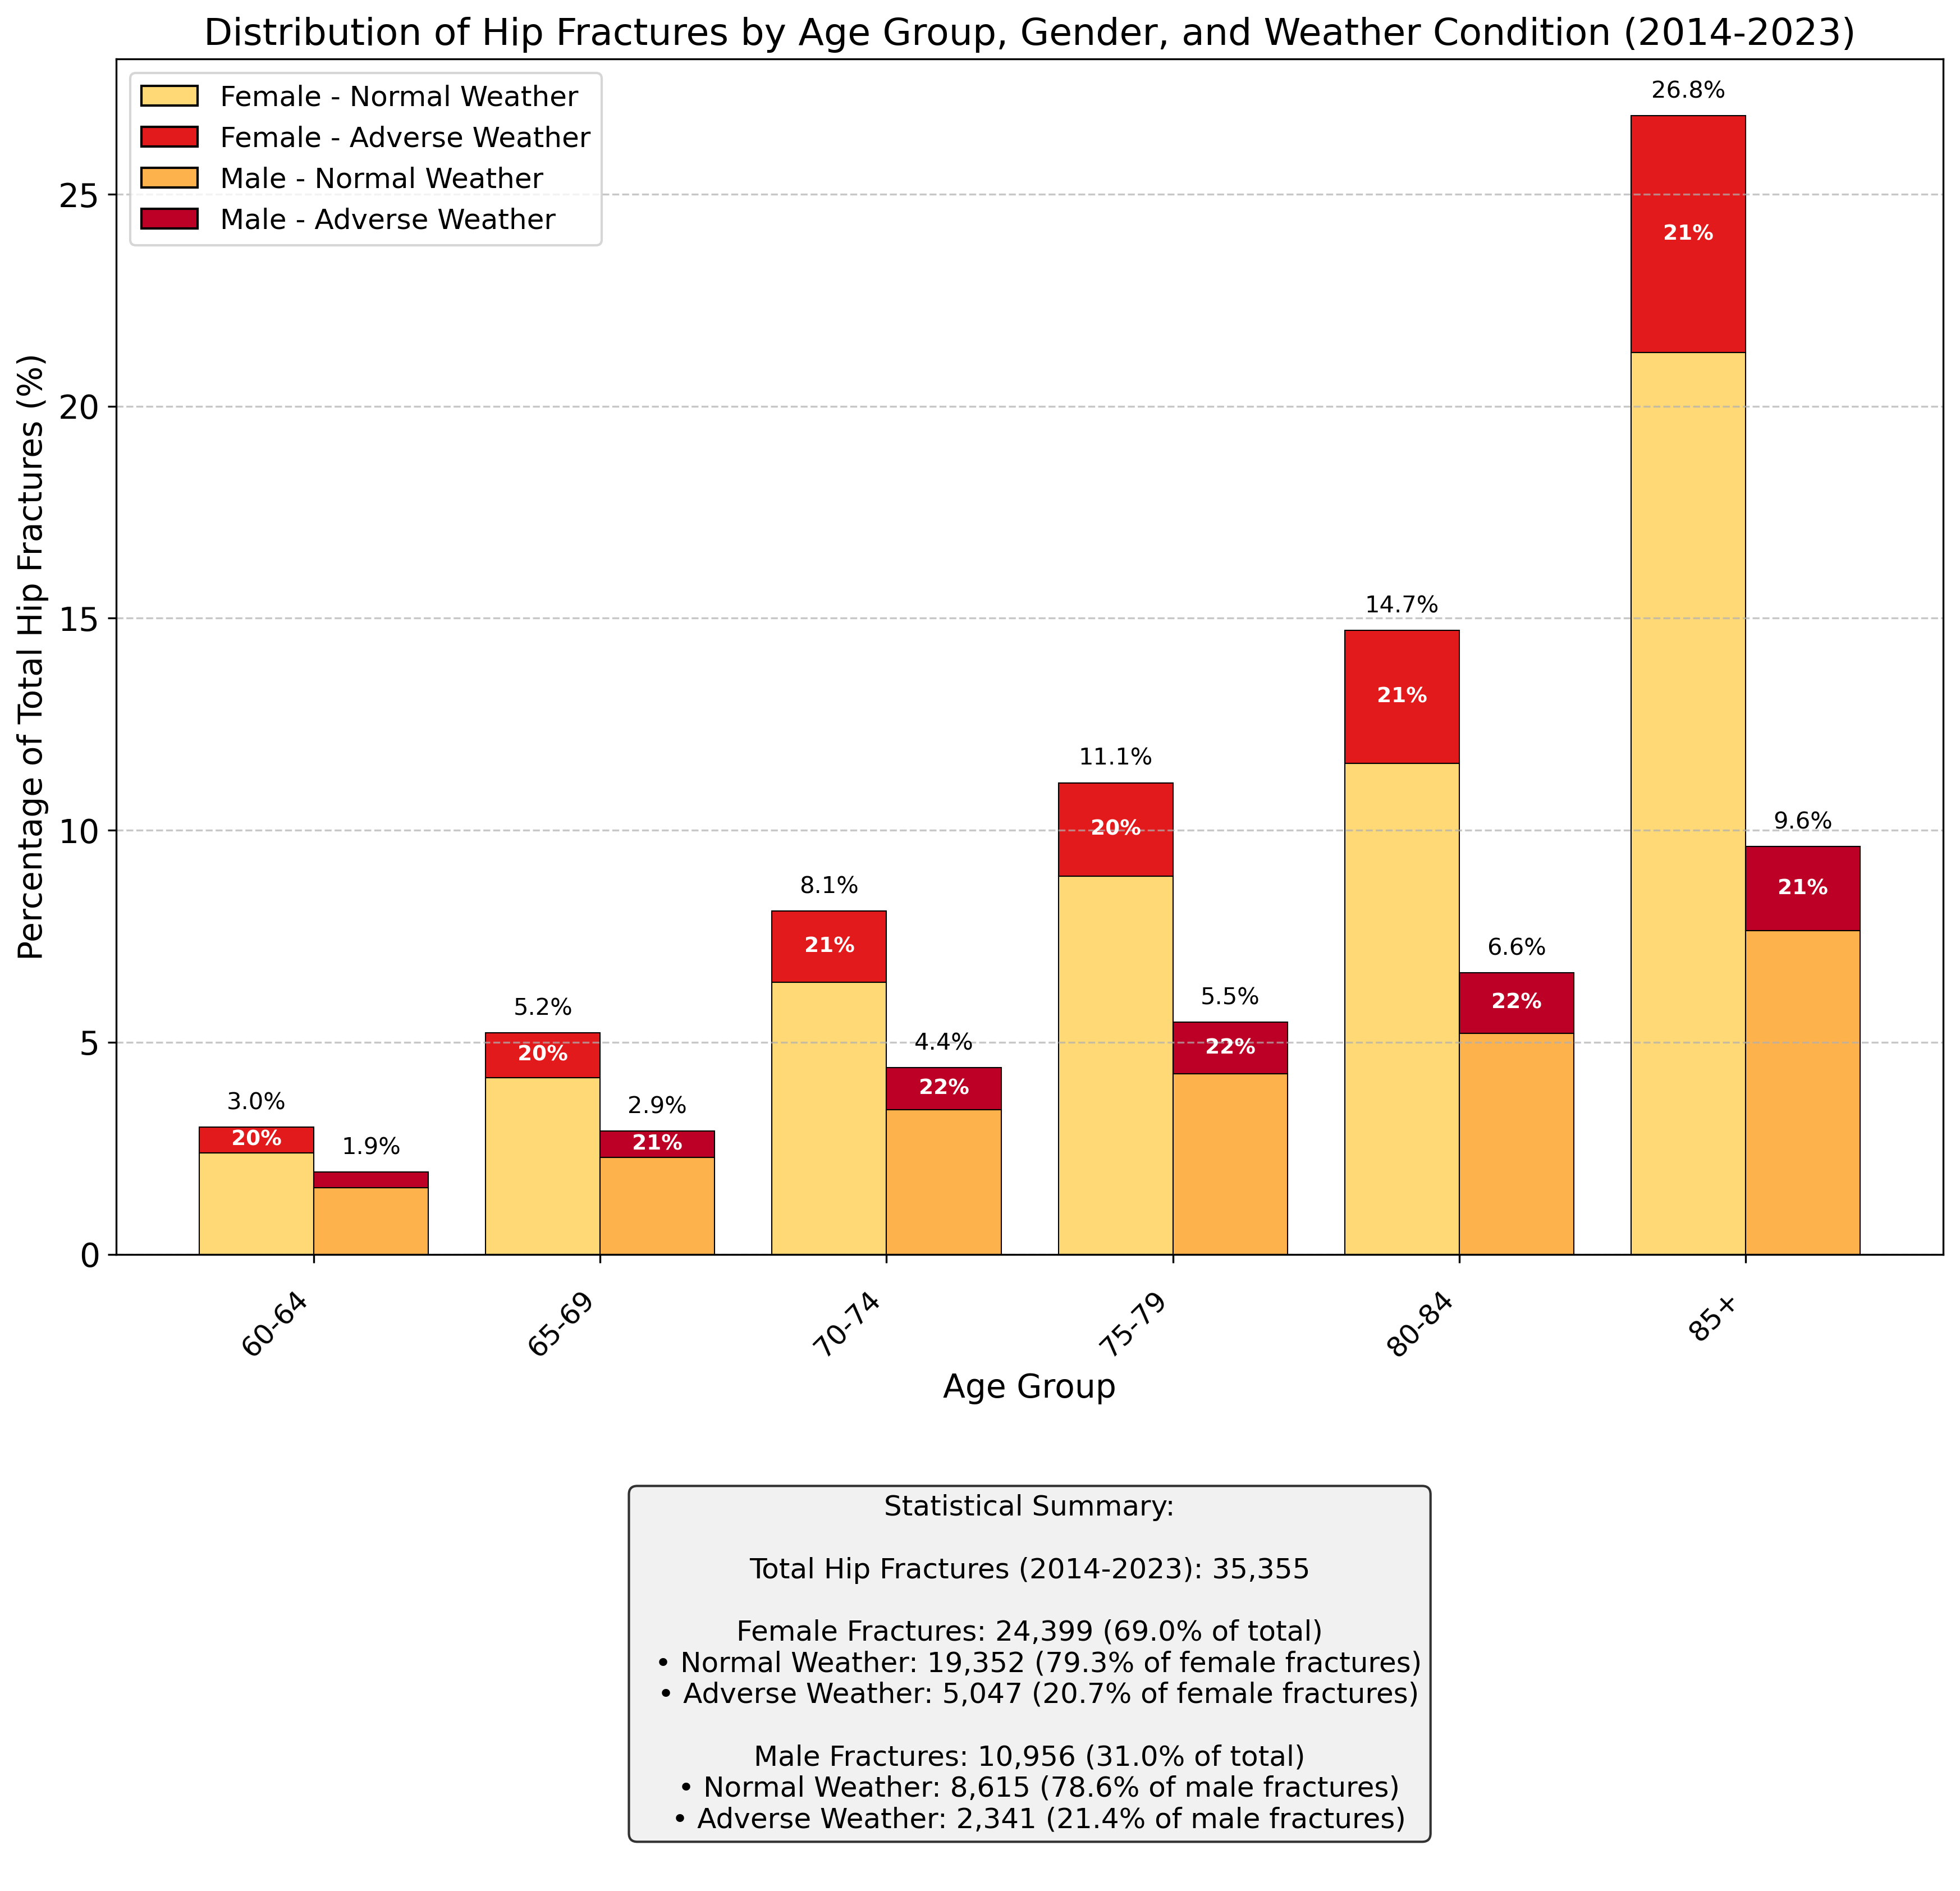 Distribution of Hip Fractures by Age Group, Gender, and Weather Condition (2014-2023)
Female - Normal Weather
Female - Adverse Weather
Male - Normal Weather
Male - Adverse Weather
Percentage of Total Hip Fractures (%)
25
20
15
10
5
0
3.0%
20%
1.9%
5.2%
20%
2.9%
21%
8.1%
21%
4.4%
22%
11.1%
20%
5.5%
22%
14.7%
21%
6.6%
22%
26.8%
21%
9.6%
21%
60-64
65-69
70-74
75-79
80-84
85+
Age Group
Statistical Summary:
Total Hip Fractures (2014-2023): 35,355
Female Fractures: 24,399 (69.0% of total)
• Normal Weather: 19,352 (79.3% of female fractures)
• Adverse Weather: 5,047 (20.7% of female fractures)
Male Fractures: 10,956 (31.0% of total)
• Normal Weather: 8,615 (78.6% of male fractures)
• Adverse Weather: 2,341 (21.4% of male fractures)